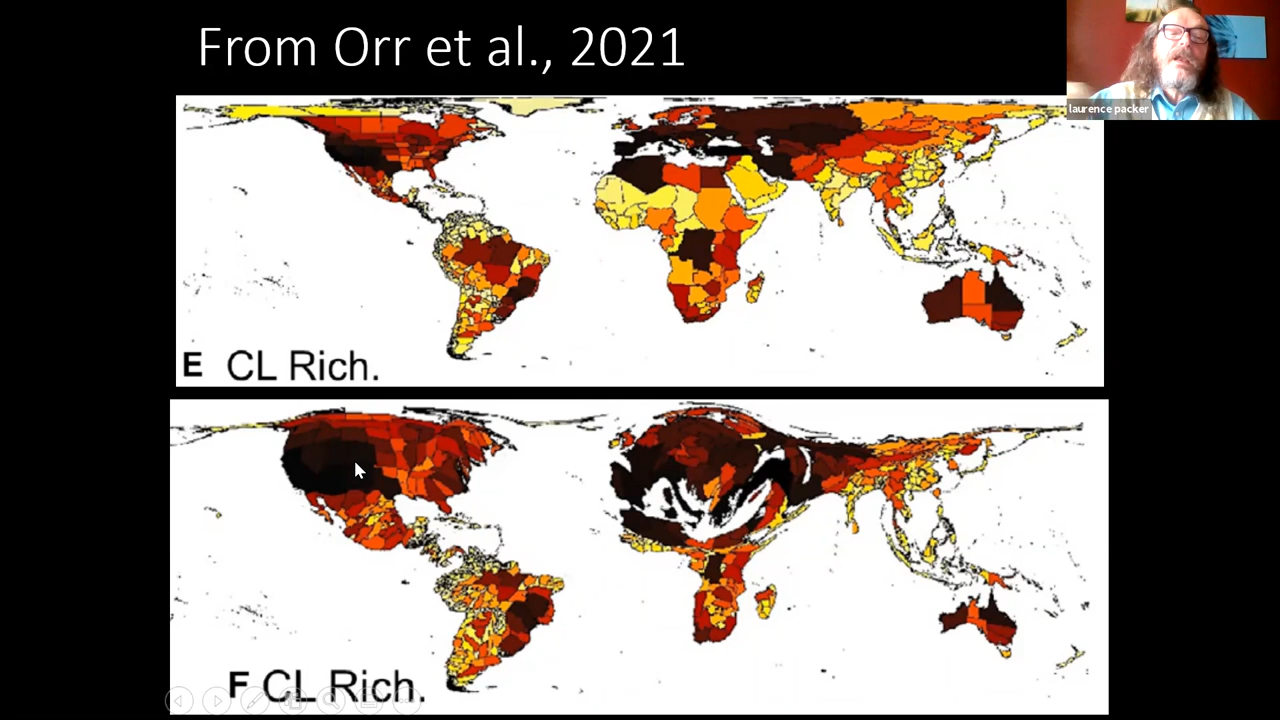 From Orr et al., 2021
laurence packer
E CL Rich.
F CL Rich.